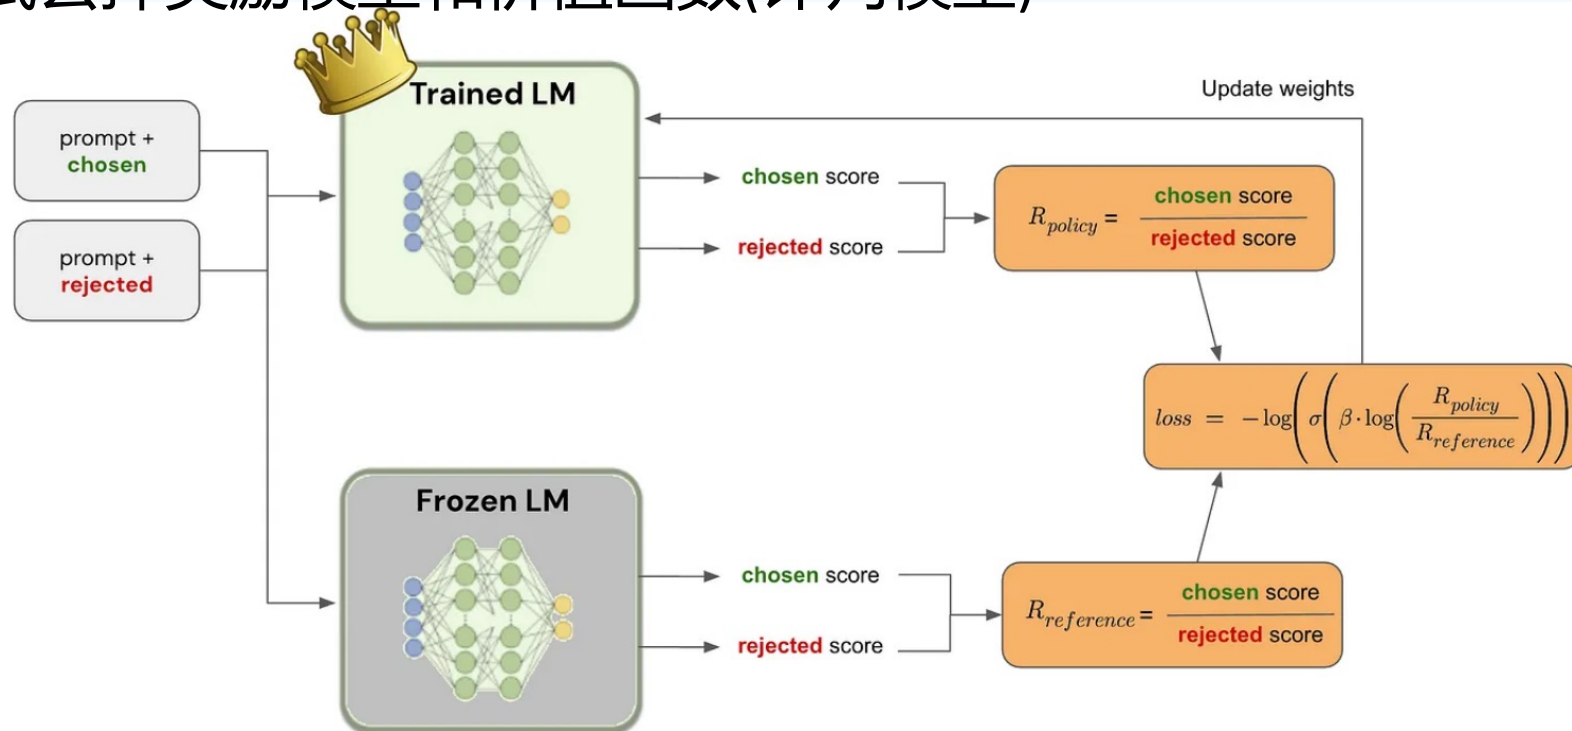 Trained LM
Update weights
prompt +
chosen
prompt +
rejected
chosen score
rejected score
R_policy = chosen score / rejected score
loss = -log(σ(β·log(R_policy / R_reference)))
Frozen LM
chosen score
rejected score
R_reference = chosen score / rejected score